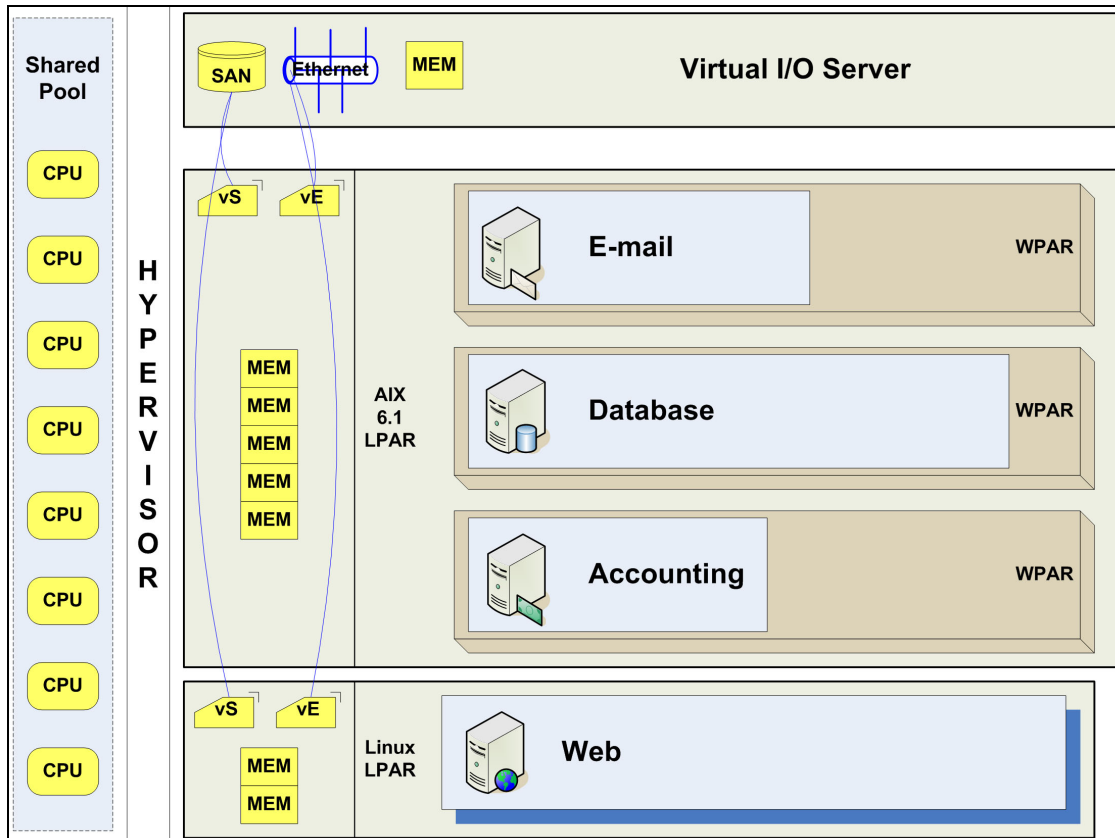 Shared
Pool
CPU
CPU
CPU
CPU
CPU
CPU
CPU
CPU
H
Y
P
E
R
V
I
S
O
R
SAN
Ethernet
MEM
Virtual I/O Server
vS
vE
MEM
MEM
MEM
MEM
MEM
AIX
6.1
LPAR
E-mail
WPAR
Database
WPAR
Accounting
WPAR
vS
vE
MEM
MEM
Linux
LPAR
Web